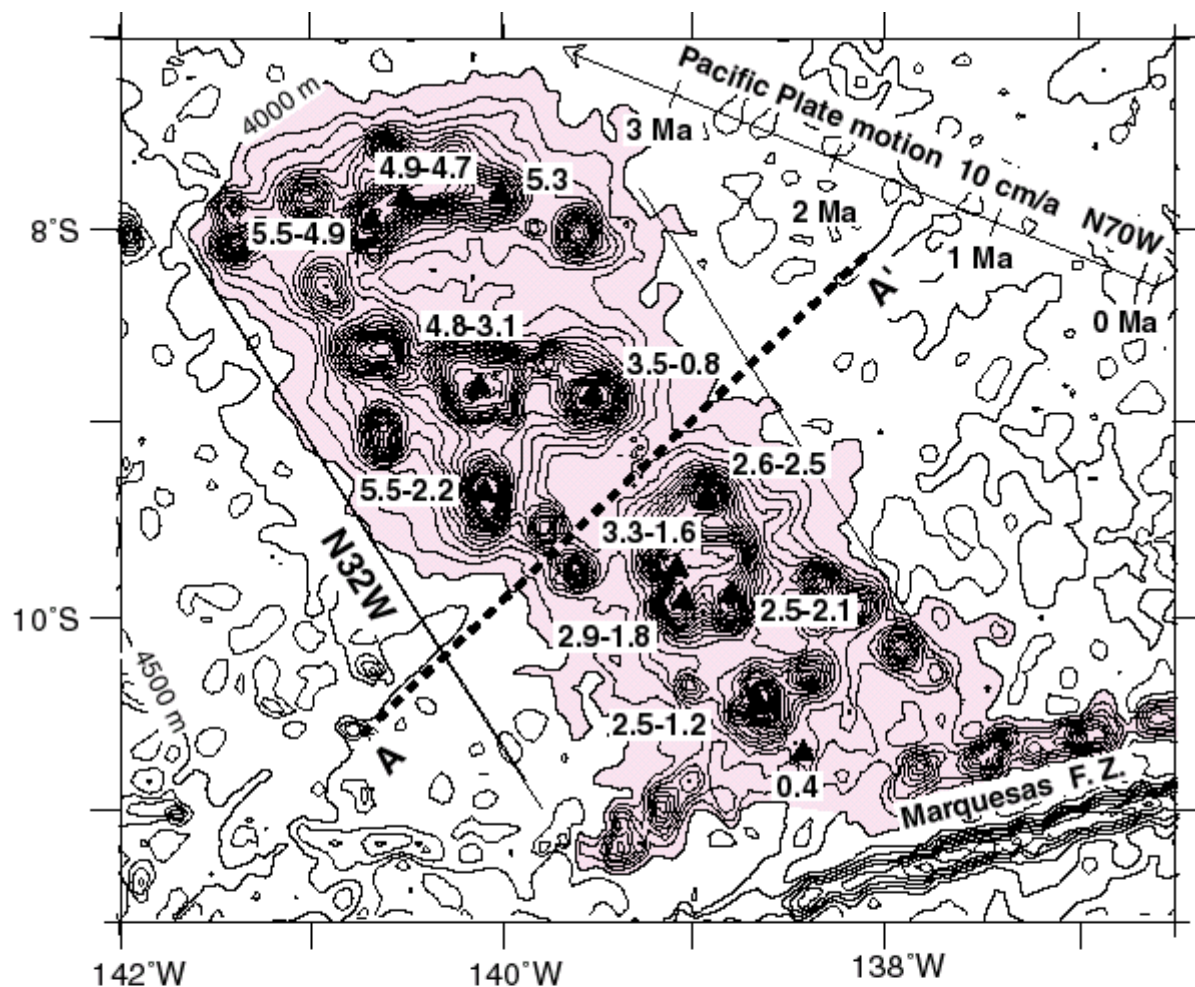 Pacific Plate motion 10 cm/a N70W
4000 m
3 Ma
4.9-4.7
5.3
2 Ma
8°S
5.5-4.9
1 Ma
A'
0 Ma
4.8-3.1
3.5-0.8
2.6-2.5
5.5-2.2
3.3-1.6
N32W
10°S
2.5-2.1
2.9-1.8
4500 m
2.5-1.2
A
0.4
Marquesas F. Z.
142°W
140°W
138°W